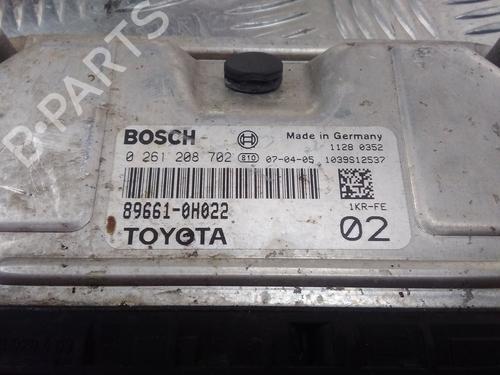 BOSCH Made in Germany
1128 0352
0 261 208 702 810 07-04-05 1039S12537
89661-0H022 1KR-FE
TOYOTA 02
B-PARTS